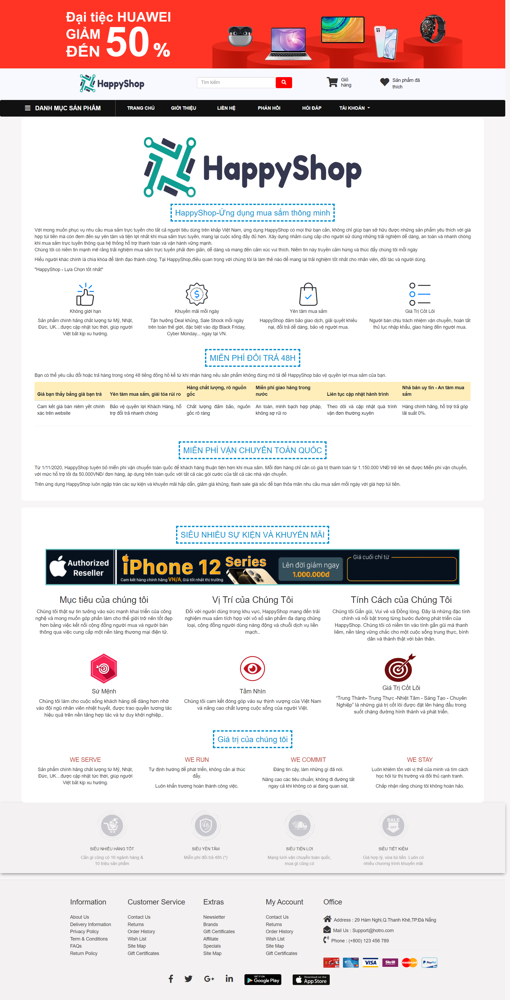 Đại tiệc HUAWEI
GIẢM
ĐẾN 50 %
HappyShop
Tìm kiếm
Giỏ
hàng
Sản phẩm đã
thích
DANH MỤC SẢN PHẨM
TRANG CHỦ
GIỚI THIỆU
LIÊN HỆ
PHẢN HỒI
HỎI ĐÁP
TÀI KHOẢN
HappyShop
HappyShop-Ứng dụng mua sắm thông minh
Với mong muốn phục vụ nhu cầu mua sắm trực tuyến cho tất cả người tiêu dùng trên khắp Việt Nam, ứng dụng HappyShop có mọi thứ bạn cần, không chỉ giúp bạn sở hữu được những sản phẩm yêu thích với giá
hợp túi tiền mà còn đem đến sự yên tâm và tiện lợi nhất khi mua sắm trực tuyến, mang lại cuộc sống đầy đủ hơn. Xây dựng nhằm cung cấp cho người sử dùng những trải nghiệm dễ dàng, an toàn và nhanh chóng
khi mua sắm trực tuyến thông qua hệ thống hỗ trợ thanh toán và vận hành vững mạnh.
Chúng tôi có niềm tin mạnh mẽ rằng trải nghiệm mua sắm trực tuyến phải đơn giản, dễ dàng và mang đến cảm xúc vui thích. Niềm tin này truyền cảm hứng và thúc đẩy chúng tôi mỗi ngày
Hiểu người khác chính là chìa khóa để lãnh đạo thành công. Tại HappyShop,điều quan trọng với chúng tôi là làm thế nào để mang lại trải nghiệm tốt nhất cho nhân viên, đối tác và người dùng.
"HappyShop - Lựa Chọn tốt nhất"
Không giới hạn
Sản phẩm chính hãng chất lượng từ Mỹ, Nhật,
Đức, UK…được cập nhật tức thời, giúp người
Việt bắt kịp xu hướng.
Khuyến mãi mỗi ngày
Tận hưởng Deal khủng, Sale Shock mỗi ngày
trên toàn thế giới, đặc biệt vào dịp Black Friday,
Cyber Monday... ngay tại VN.
Yên tâm mua sắm
HappyShop đảm bảo giao dịch, giải quyết khiếu
nại, đổi trả dễ dàng, bảo vệ người mua.
Giá Trị Cốt Lõi
Người bán chịu trách nhiệm vận chuyển, hoàn tất
thủ tục nhập khẩu, giao hàng đến người mua.
MIỄN PHÍ ĐỔI TRẢ 48H
Bạn có thể yêu cầu đổi hoặc trả hàng trong vòng 48 tiếng đồng hồ kể từ khi nhận hàng nếu sản phẩm không đúng mô tả để HappyShop bảo vệ quyền lợi mua sắm của bạn.
Giá bạn thấy bằng giá bạn trả
Yên tâm mua sắm, giải tỏa rủi ro
Hàng chất lượng, rõ nguồn
gốc
Miễn phí giao hàng trong
nước
Liên tục cập nhật hành trình
Nhà bán uy tín - An tâm mua
sắm
Cam kết giá bán niêm yết chính
xác trên website
Bảo vệ quyền lợi Khách Hàng, hỗ
trợ đổi trả nhanh chóng
Chất lượng đảm bảo, nguồn
gốc rõ ràng
An toàn, minh bạch hợp pháp,
không sợ rủi ro
Theo dõi và cập nhật quá trình
vận đơn thường xuyên
Hàng chính hãng, hỗ trợ trả góp
lãi suất 0%.
MIỄN PHÍ VẬN CHUYỂN TOÀN QUỐC
Từ 1/11/2020, HappyShop tuyên bố miễn phí vận chuyển toàn quốc để khách hàng thuận tiện hơn khi mua sắm. Mỗi đơn hàng chỉ cần có giá trị thanh toán từ 1.150.000 VNĐ trở lên sẽ được Miễn phí vận chuyển,
với mức hỗ trợ tối đa 50.000VNĐ/ đơn hàng, áp dụng trên toàn quốc với tất cả các gói cước của tất cả các nhà vận chuyển.
Trên ứng dụng HappyShop luôn ngập tràn các sự kiện và khuyến mãi hấp dẫn, giảm giá khủng, flash sale giá sốc để bạn thỏa mãn nhu cầu mua sắm mỗi ngày với giá hợp túi tiền.
SIÊU NHIỀU SỰ KIỆN VÀ KHUYẾN MÃI
Authorized
Reseller
iPhone 12 Series
Cam kết hàng chính hãng VN/A, Giá tốt nhất thị trường
Lên đời giảm ngay
1.000.000đ
Giá cuối chỉ từ
Mục tiêu của chúng tôi
Chúng tôi thật sự tin tưởng vào sức mạnh khai triển của công
nghệ và mong muốn góp phần làm cho thế giới trở nên tốt đẹp
hơn bằng việc kết nối cộng đồng người mua và người bán
thông qua việc cung cấp một nền tảng thương mại điện tử.
Vị Trí của Chúng Tôi
Đối với người dùng trong khu vực, HappyShop mang đến trải
nghiệm mua sắm tích hợp với vô số sản phẩm đa dạng chủng
loại, cộng đồng người dùng năng động và chuỗi dịch vụ liền
mạch..
Tính Cách của Chúng Tôi
Chúng tôi Gần gũi, Vui vẻ và Đồng lòng. Đây là những đặc tính
chính và nổi bật trong từng bước đường phát triển của
HappyShop. Chúng tôi có niềm tin vào tính gần gũi mà thanh
liêm, nền tảng vững chắc cho một cuộc sống trung thực, bình
dân và thành thật với bản thân.
Sứ Mệnh
Chúng tôi làm cho cuộc sống khách hàng dễ dàng hơn nhờ
vào đội ngũ nhân viên nhiệt huyết, được trao quyền tương tác
hiệu quả trên nền tảng hợp tác và tư duy khởi nghiệp..
Tầm Nhìn
Chúng tôi cam kết đóng góp vào sự thịnh vượng của Việt Nam
và nâng cao chất lượng cuộc sống của người Việt.
Giá Trị Cốt Lõi
“Trung Thành- Trung Thực -Nhiệt Tâm - Sáng Tạo - Chuyên
Nghiệp” là những giá trị cốt lõi được đặt lên hàng đầu trong
suốt chặng đường hình thành và phát triển.
Giá trị của chúng tôi
WE SERVE
Sản phẩm chính hãng chất lượng từ Mỹ, Nhật,
Đức, UK…được cập nhật tức thời, giúp người
Việt bắt kịp xu hướng.
WE RUN
Tự định hướng để phát triển, không cần ai thúc
đẩy.
Luôn khẩn trương hoàn thành công việc.
WE COMMIT
Đáng tin cậy, làm những gì đã nói.
Nâng cao các tiêu chuẩn; không đi đường tắt
ngay cả khi không có ai đang quan sát.
WE STAY
Luôn khiêm tốn với vị thế của mình và tìm cách
học hỏi từ thị trường và đối thủ cạnh tranh.
Chấp nhận rằng chúng tôi không hoàn hảo.
48
SALE
OFF
SIÊU NHIỀU HÀNG TỐT
Cần gì cũng có 16 ngành hàng &
10 triệu sản phẩm
SIÊU YÊN TÂM
Miễn phí đổi trả 48h (*)
SIÊU TIỆN LỢI
Mạng lưới vận chuyển toàn quốc,
mua gì cũng có
SIÊU TIẾT KIỆM
Giá hợp lý, vừa túi tiền. Luôn có
nhiều chương trình khuyến mãi
Information
About Us
Delivery Information
Privacy Policy
Term & Conditions
FAQs
Return Policy
Customer Service
Contact Us
Returns
Order History
Wish List
Site Map
Gift Certificates
Extras
Newsletter
Brands
Gift Certificates
Affiliate
Specials
Site Map
My Account
Contact Us
Returns
Order History
Wish List
Site Map
Gift Certificates
Office
Address : 29 Hàm Nghi,Q.Thanh Khê,TP.Đà Nẵng
Mail Us : Support@hotro.com
Phone : (+800) 123 456 789
VISA
Skrill
mastercard
PayPal
GET IT ON
Google Play
Download on the
App Store